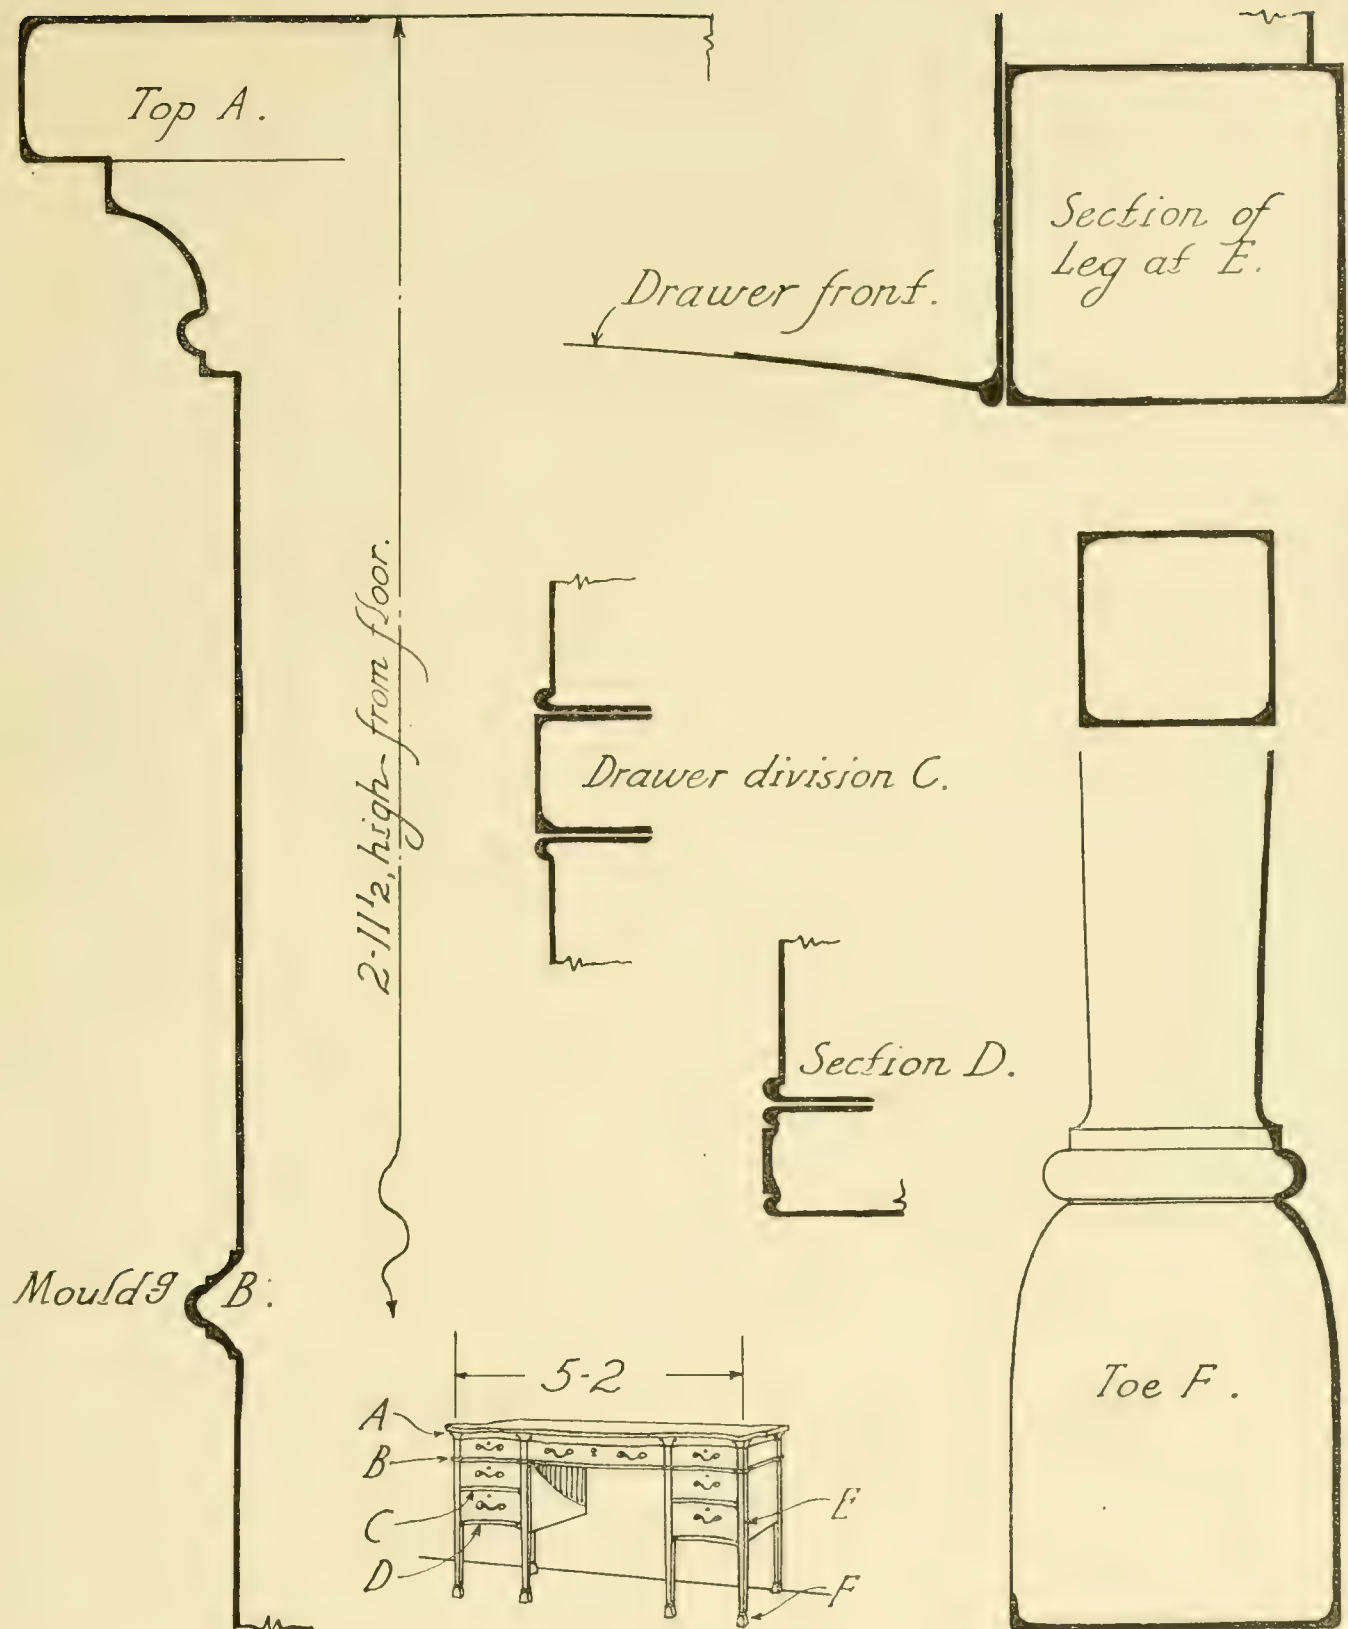 Top A.
Section of
Leg at E.
Drawer front.
2-11½, high from floor.
Drawer division C.
Section D.
Mould'g B.
5-2
Toe F.
A
B
C
D
E
F